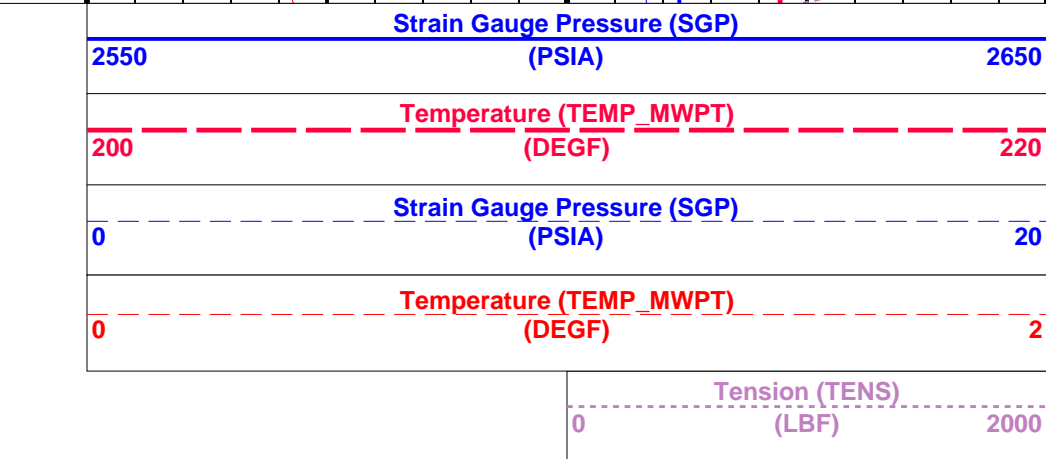 Strain Gauge Pressure (SGP)
2550 (PSIA) 2650
Temperature (TEMP_MWPT)
200 (DEGF) 220
Strain Gauge Pressure (SGP)
0 (PSIA) 20
Temperature (TEMP_MWPT)
0 (DEGF) 2
Tension (TENS)
0 (LBF) 2000